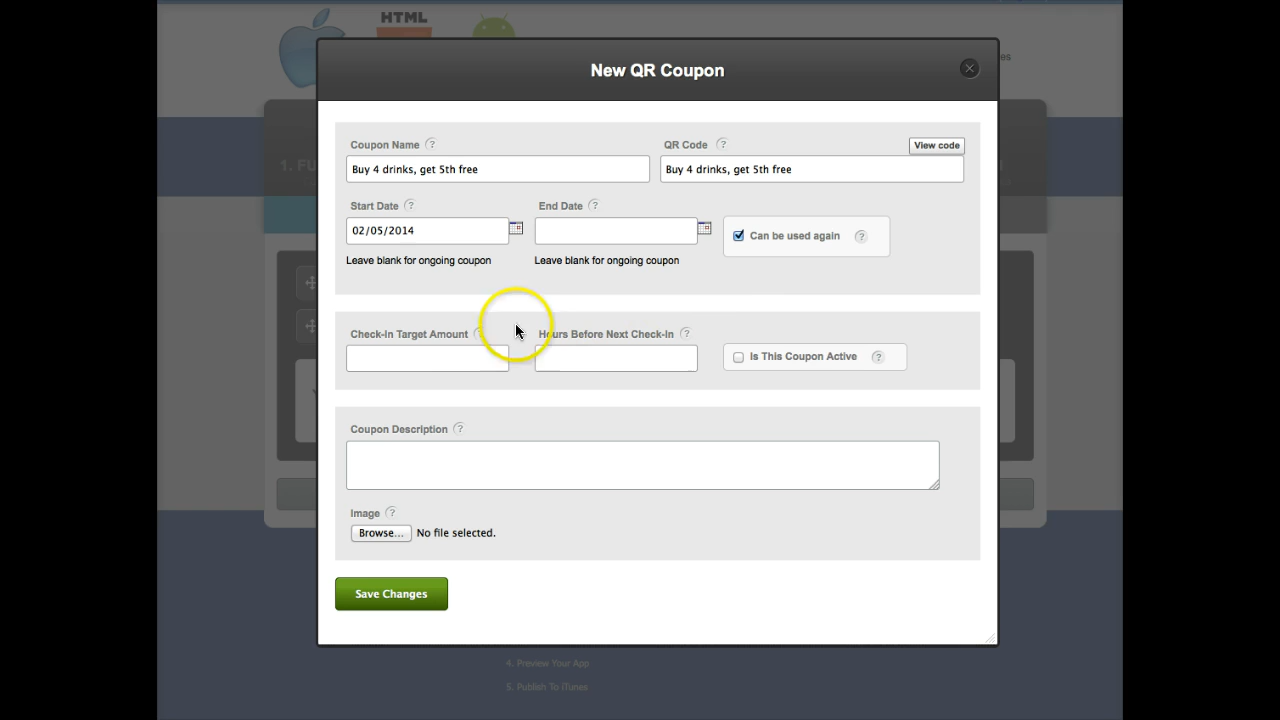 HTML
es
New QR Coupon
1. FU
Coupon Name ?
QR Code ?
View code
Buy 4 drinks, get 5th free
Buy 4 drinks, get 5th free
Start Date ?
End Date ?
02/05/2014
Can be used again ?
Leave blank for ongoing coupon
Leave blank for ongoing coupon
Check-In Target Amount ?
Hours Before Next Check-In ?
Is This Coupon Active ?
Coupon Description ?
Image ?
Browse... No file selected.
Save Changes
4. Preview Your App
5. Publish To iTunes